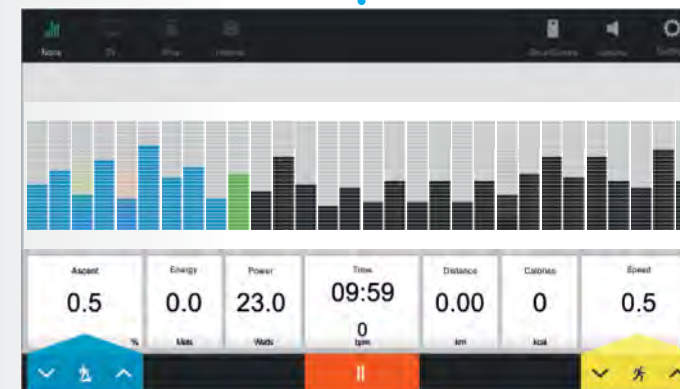 None TV
Ascent Energy Power Time Distance Calories Speed
0.5 0.0 23.0 09:59 0.00 0 0.5
0
% Mets Watts bpm km kcal